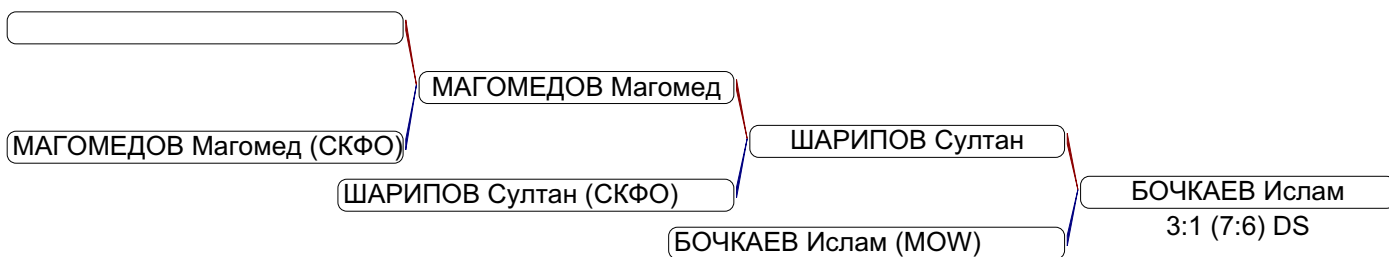 МАГОМЕДОВ Магомед
МАГОМЕДОВ Магомед (СКФО)
ШАРИПОВ Султан
ШАРИПОВ Султан (СКФО)
БОЧКАЕВ Ислам
3:1 (7:6) DS
БОЧКАЕВ Ислам (MOW)